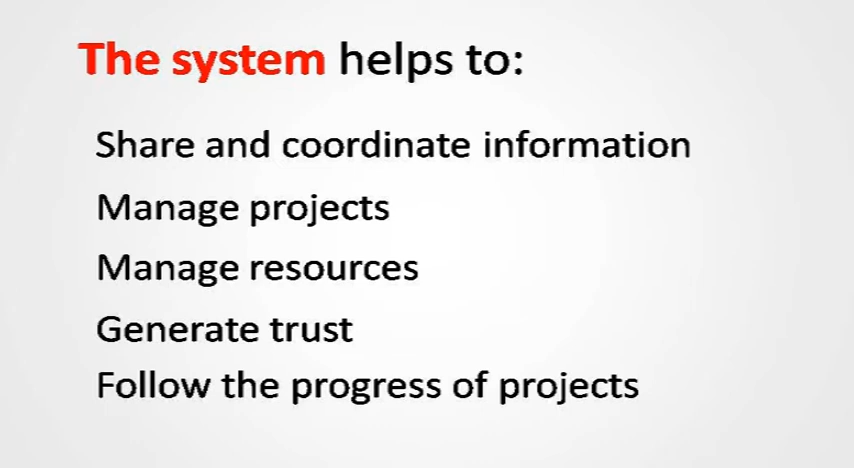 The system helps to:
Share and coordinate information
Manage projects
Manage resources
Generate trust
Follow the progress of projects